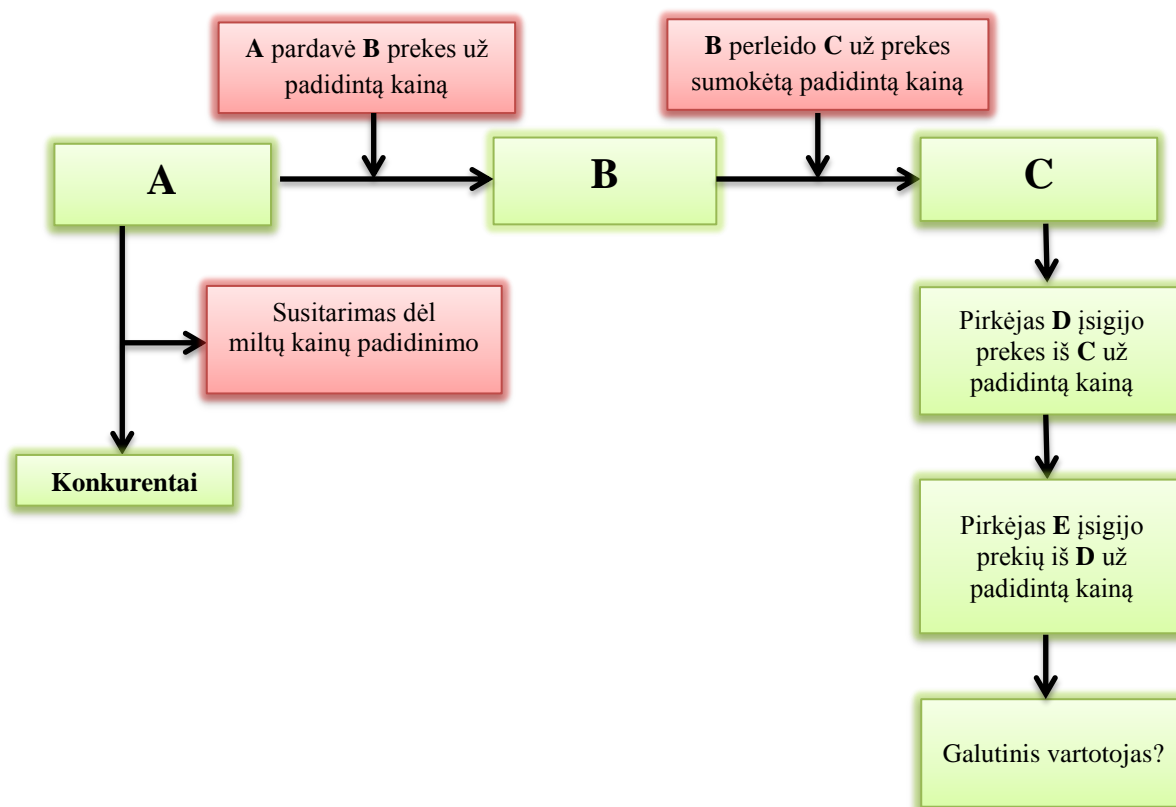 A pardavė B prekes už
padidintą kainą
B perleido C už prekes
sumokėtą padidintą kainą
A
B
C
Susitarimas dėl
miltų kainų padidinimo
Pirkėjas D įsigijo
prekes iš C už
padidintą kainą
Konkurentai
Pirkėjas E įsigijo
prekių iš D už
padidintą kainą
Galutinis vartotojas?